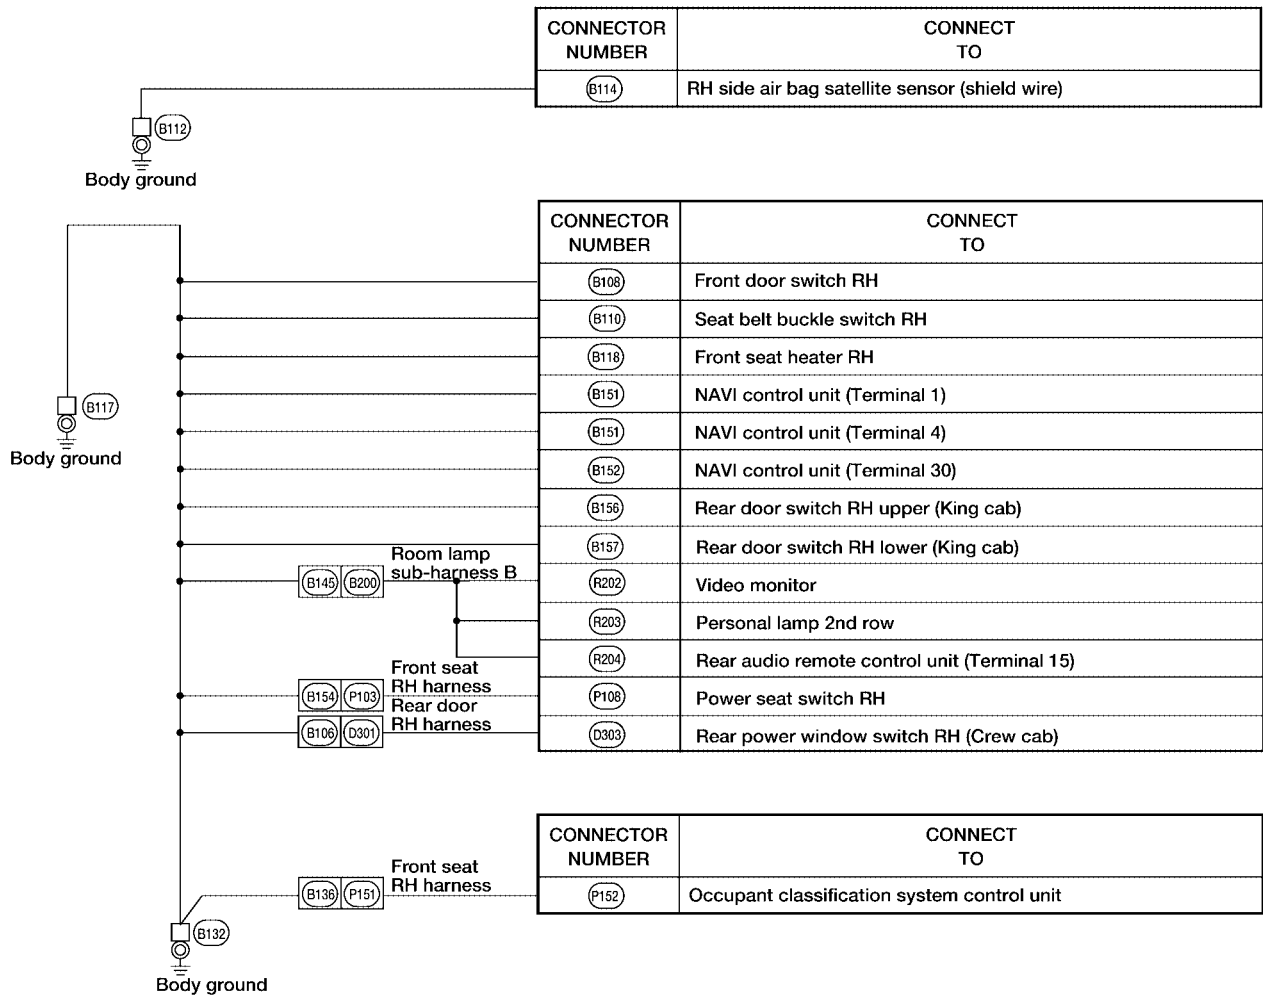 CONNECTOR NUMBER CONNECT TO
B114 RH side air bag satellite sensor (shield wire)
B112
Body ground
CONNECTOR NUMBER CONNECT TO
B108 Front door switch RH
B110 Seat belt buckle switch RH
B118 Front seat heater RH
B151 NAVI control unit (Terminal 1)
B117
Body ground
B151 NAVI control unit (Terminal 4)
B152 NAVI control unit (Terminal 30)
B156 Rear door switch RH upper (King cab)
B157 Rear door switch RH lower (King cab)
Room lamp
sub-harness B
B145 B200
R202 Video monitor
R203 Personal lamp 2nd row
R204 Rear audio remote control unit (Terminal 15)
Front seat
RH harness
B154 P103
P108 Power seat switch RH
Rear door
RH harness
B106 D301
D303 Rear power window switch RH (Crew cab)
CONNECTOR NUMBER CONNECT TO
Front seat
RH harness
B136 P151
P152 Occupant classification system control unit
B132
Body ground